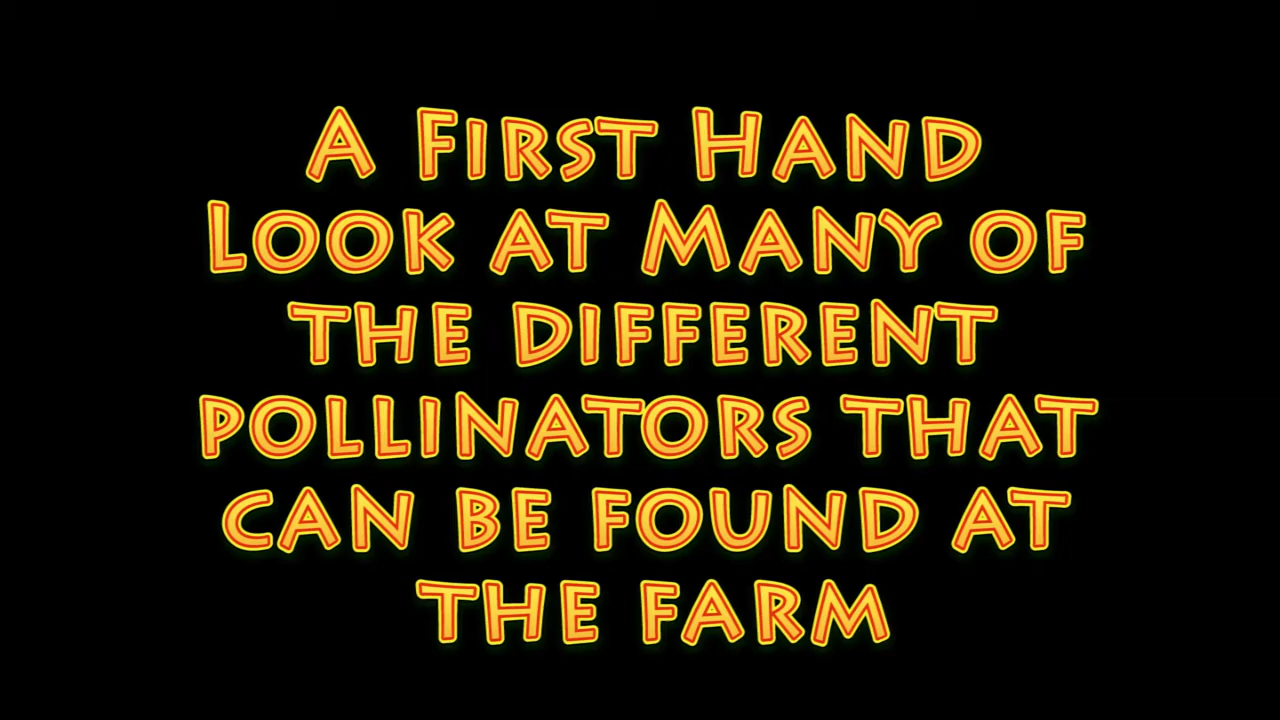 A First Hand
Look at Many of
the Different
pollinators that
can be found at
the farm